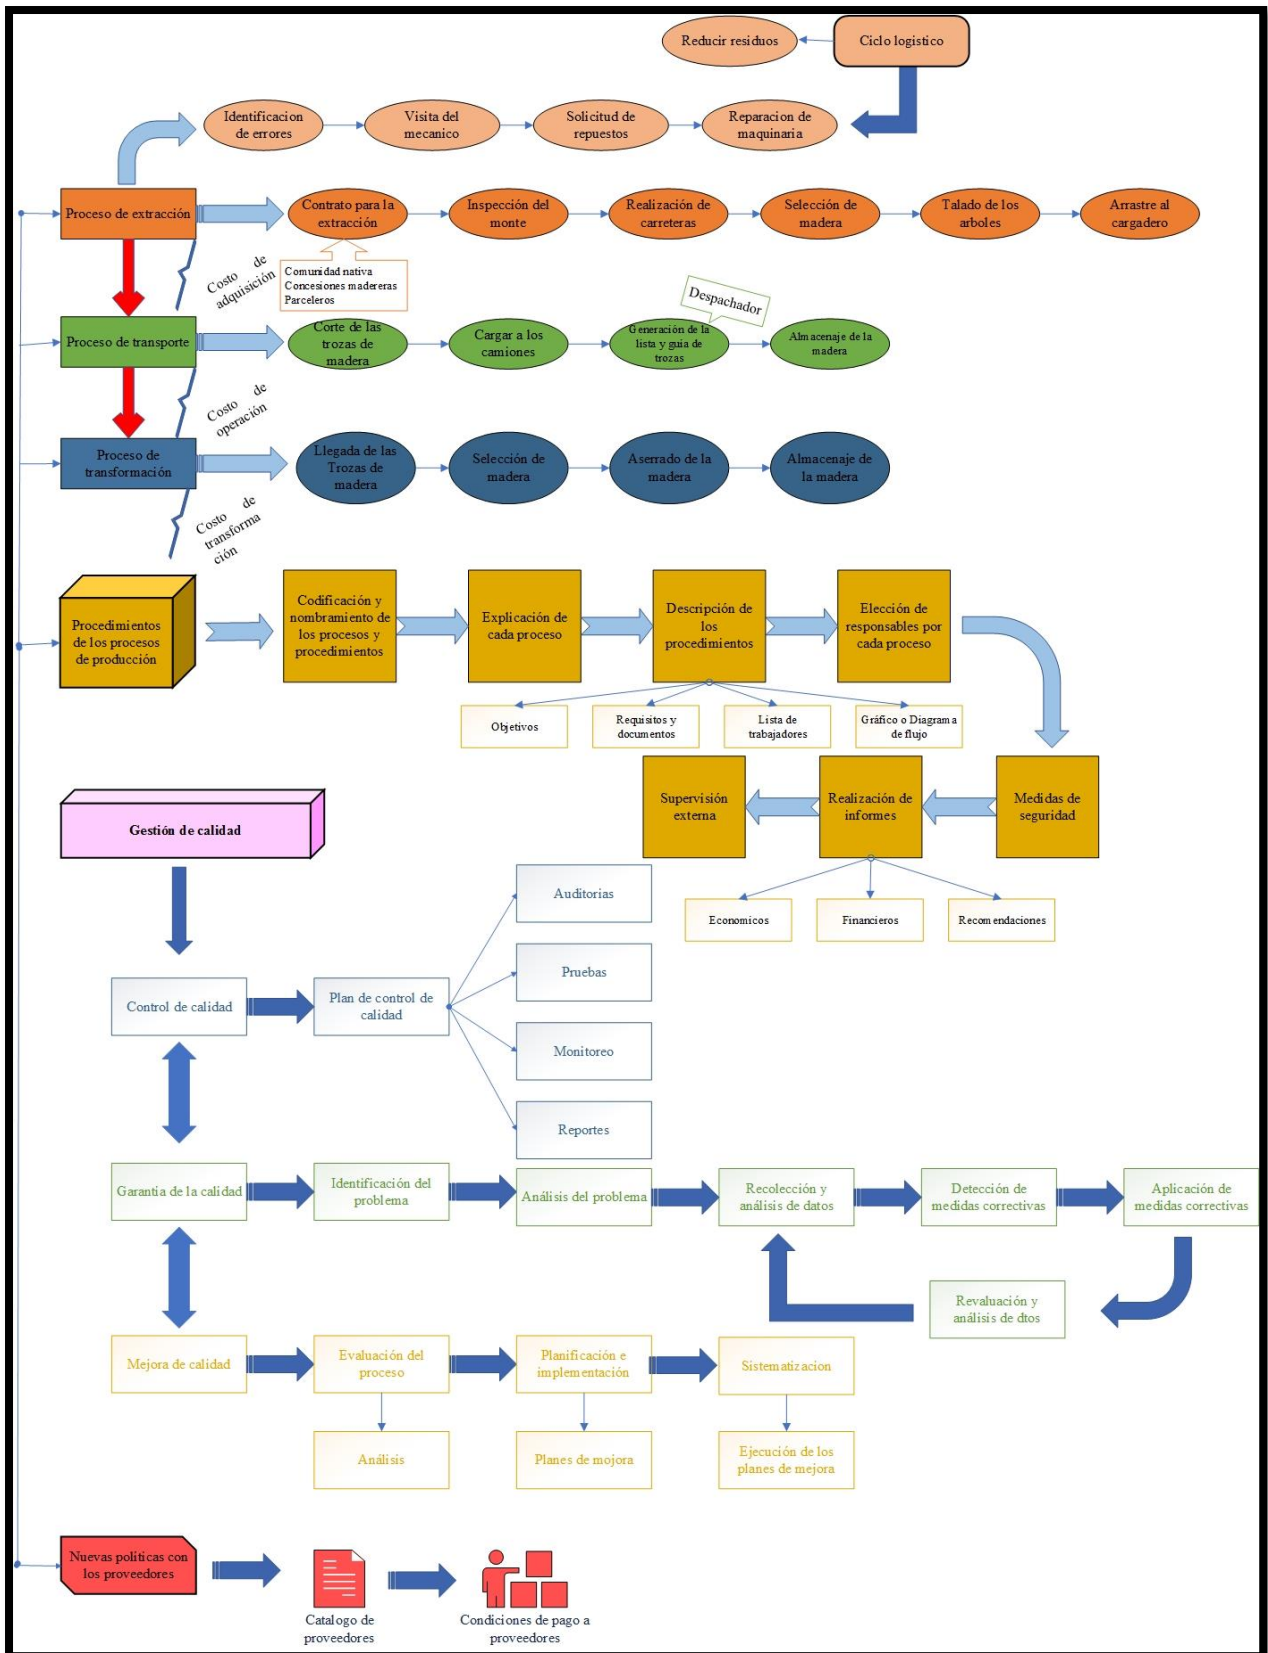 Reducir residuos
Ciclo logistico
Identificacion
de errores
Visita del
mecanico
Solicitud de
repuestos
Reparacion de
maquinaria
Proceso de extracción
Contrato para la
extracción
Inspección del
monte
Realización de
carreteras
Selección de
madera
Talado de los
arboles
Arrastre al
cargadero
Costo de
adquisición
Comunidad nativa
Concesiones madereras
Parceleros
Despachador
Proceso de transporte
Corte de las
trozas de
madera
Cargar a los
camiones
Generación de la
lista y guia de
trozas
Almacenaje de la
madera
Costo de
operación
Proceso de
transformación
Llegada de las
Trozas de
madera
Selección de
madera
Aserrado de la
madera
Almacenaje de
la madera
Costo de
transforma
ción
Procedimientos
de los procesos
de producción
Codificación y
nombramiento de
los procesos y
procedimientos
Explicación de
cada proceso
Descripción de
los
procedimientos
Elección de
responsables por
cada proceso
Objetivos
Requisitos y
documentos
Lista de
trabajadores
Gráfico o Diagrama
de flujo
Supervisión
externa
Realización de
informes
Medidas de
seguridad
Gestión de calidad
Economicos
Financieros
Recomendaciones
Auditorias
Pruebas
Control de calidad
Plan de control de
calidad
Monitoreo
Reportes
Garantia de la calidad
Identificación del
problema
Análisis del problema
Recolección y
análisis de datos
Detección de
medidas correctivas
Aplicación de
medidas correctivas
Revaluación y
análisis de dtos
Mejora de calidad
Evaluación del
proceso
Planificación e
implementación
Sistematizacion
Análisis
Planes de mojora
Ejecución de los
planes de mejora
Nuevas políticas con
los proveedores
Catalogo de
proveedores
Condiciones de pago a
proveedores